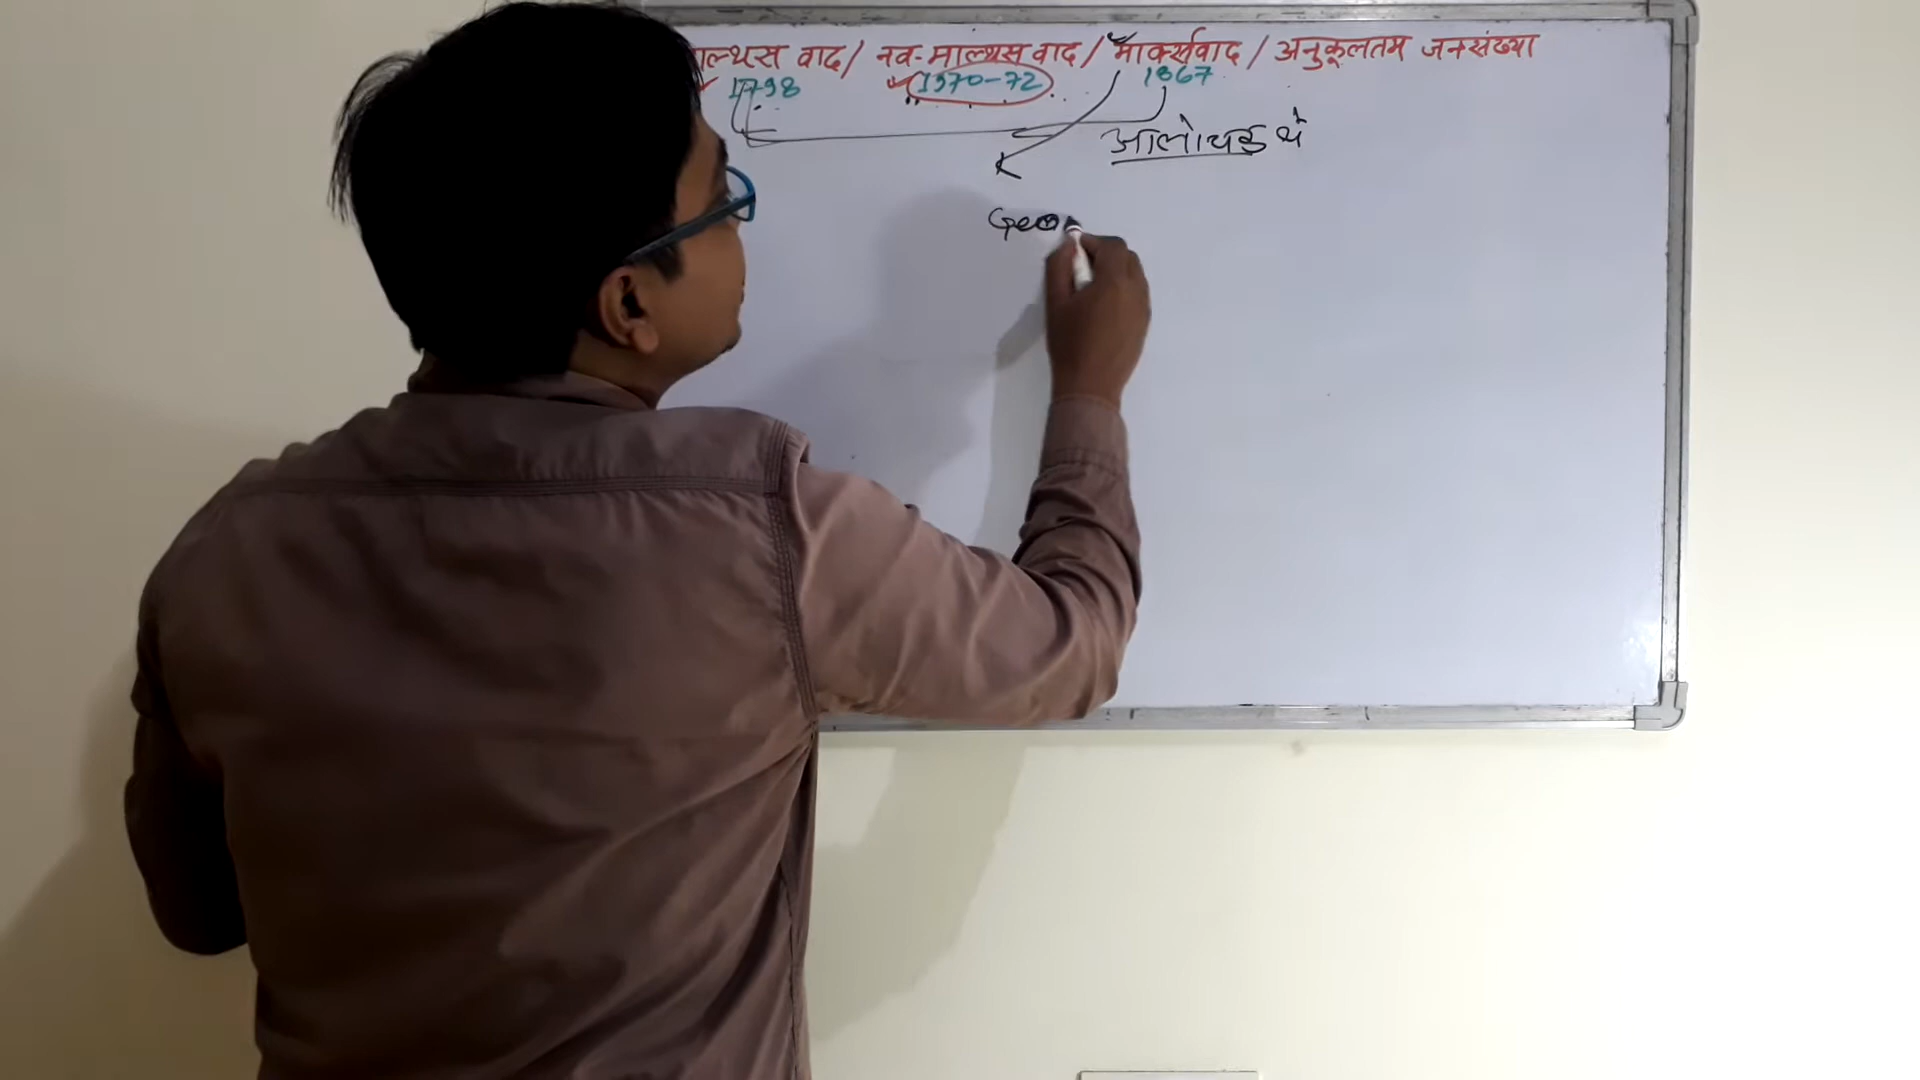 ाल्थस वाद / नव-माल्थस वाद / मार्क्सवाद / अनुकूलतम जनसंख्या
1798 1970-72 1867
आलोचक थे
Geo